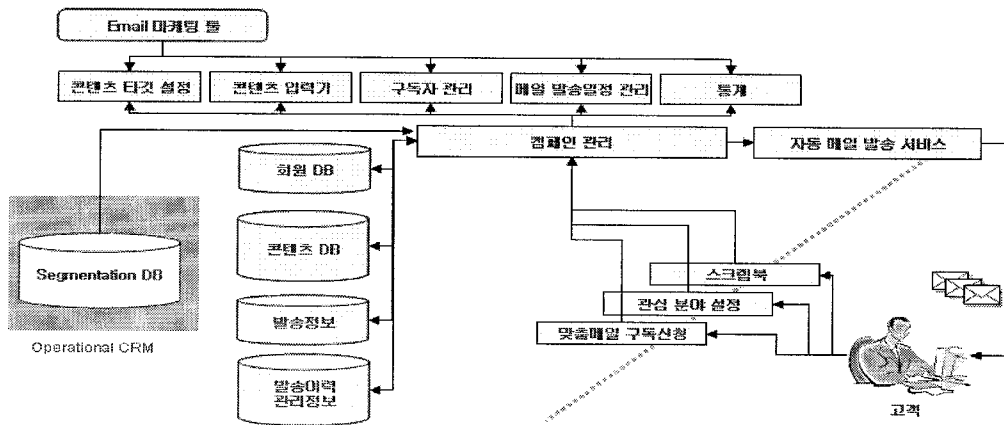 Email 마케팅 툴
콘텐츠 타깃 설정
콘텐츠 입력기
구독자 관리
메일 발송일정 관리
통계
캠페인 관리
자동 메일 발송 서비스
회원 DB
콘텐츠 DB
Segmentation DB
스크랩북
관심 분야 설정
발송정보
맞춤메일 구독신청
Operational CRM
발송이력
관리정보
고객